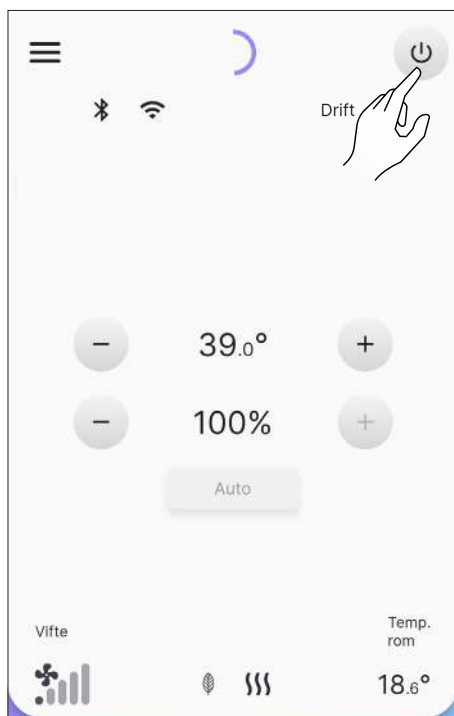 Drift
− 39.0° +
− 100% +
Auto
Vifte
Temp.
rom
18.6°